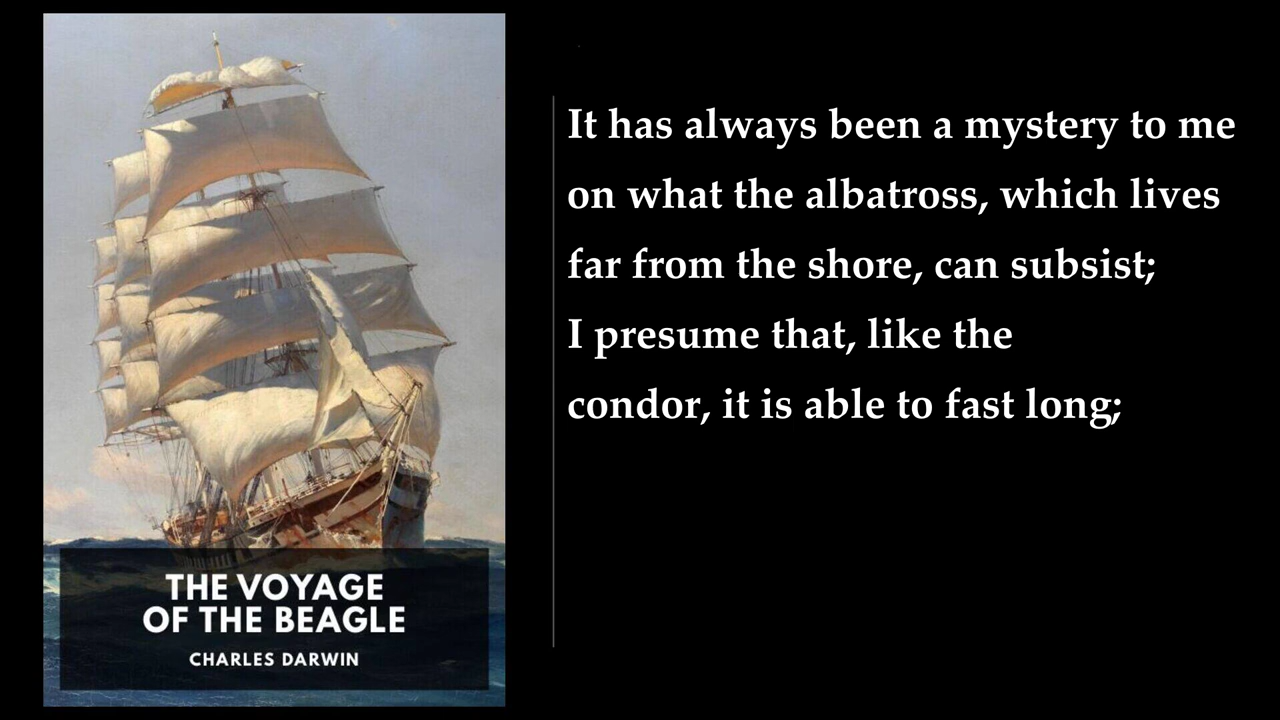 It has always been a mystery to me
on what the albatross, which lives
far from the shore, can subsist;
I presume that, like the
condor, it is able to fast long;
THE VOYAGE
OF THE BEAGLE
CHARLES DARWIN